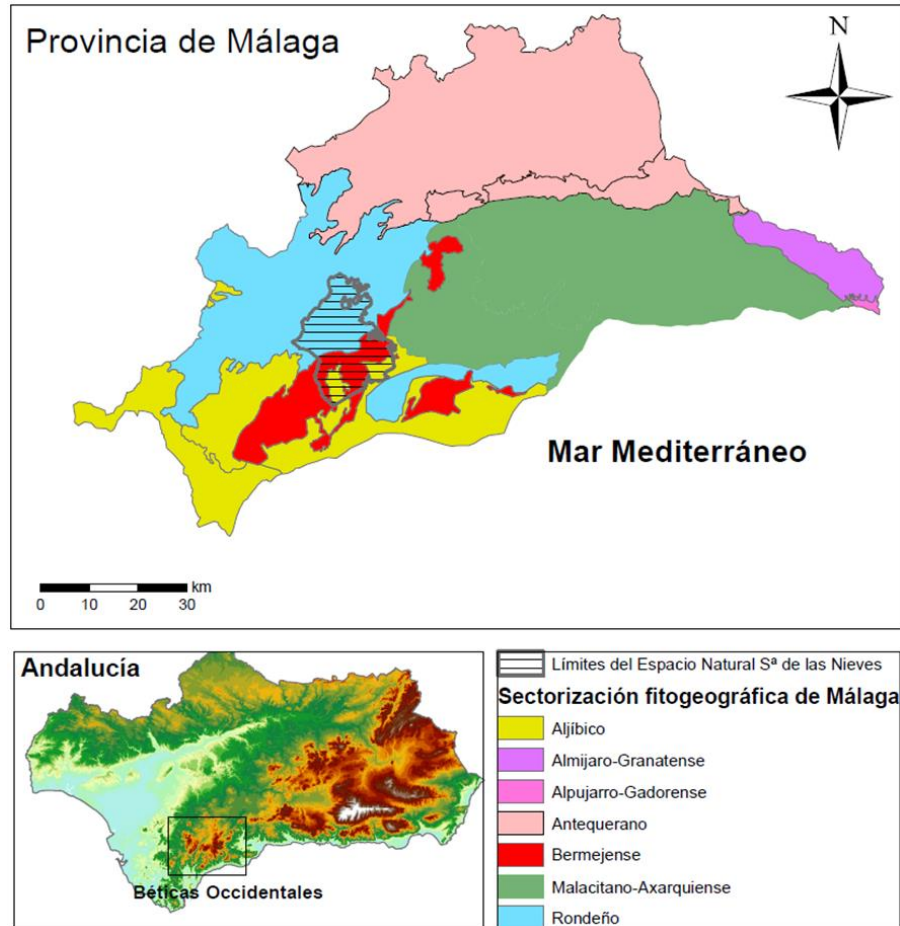 Provincia de Málaga
N
Mar Mediterráneo
km
0 10 20 30
Andalucía
Béticas Occidentales
Límites del Espacio Natural Sª de las Nieves
Sectorización fitogeográfica de Málaga
Aljíbico
Almijaro-Granatense
Alpujarro-Gadorense
Antequerano
Bermejense
Malacitano-Axarquiense
Rondeño